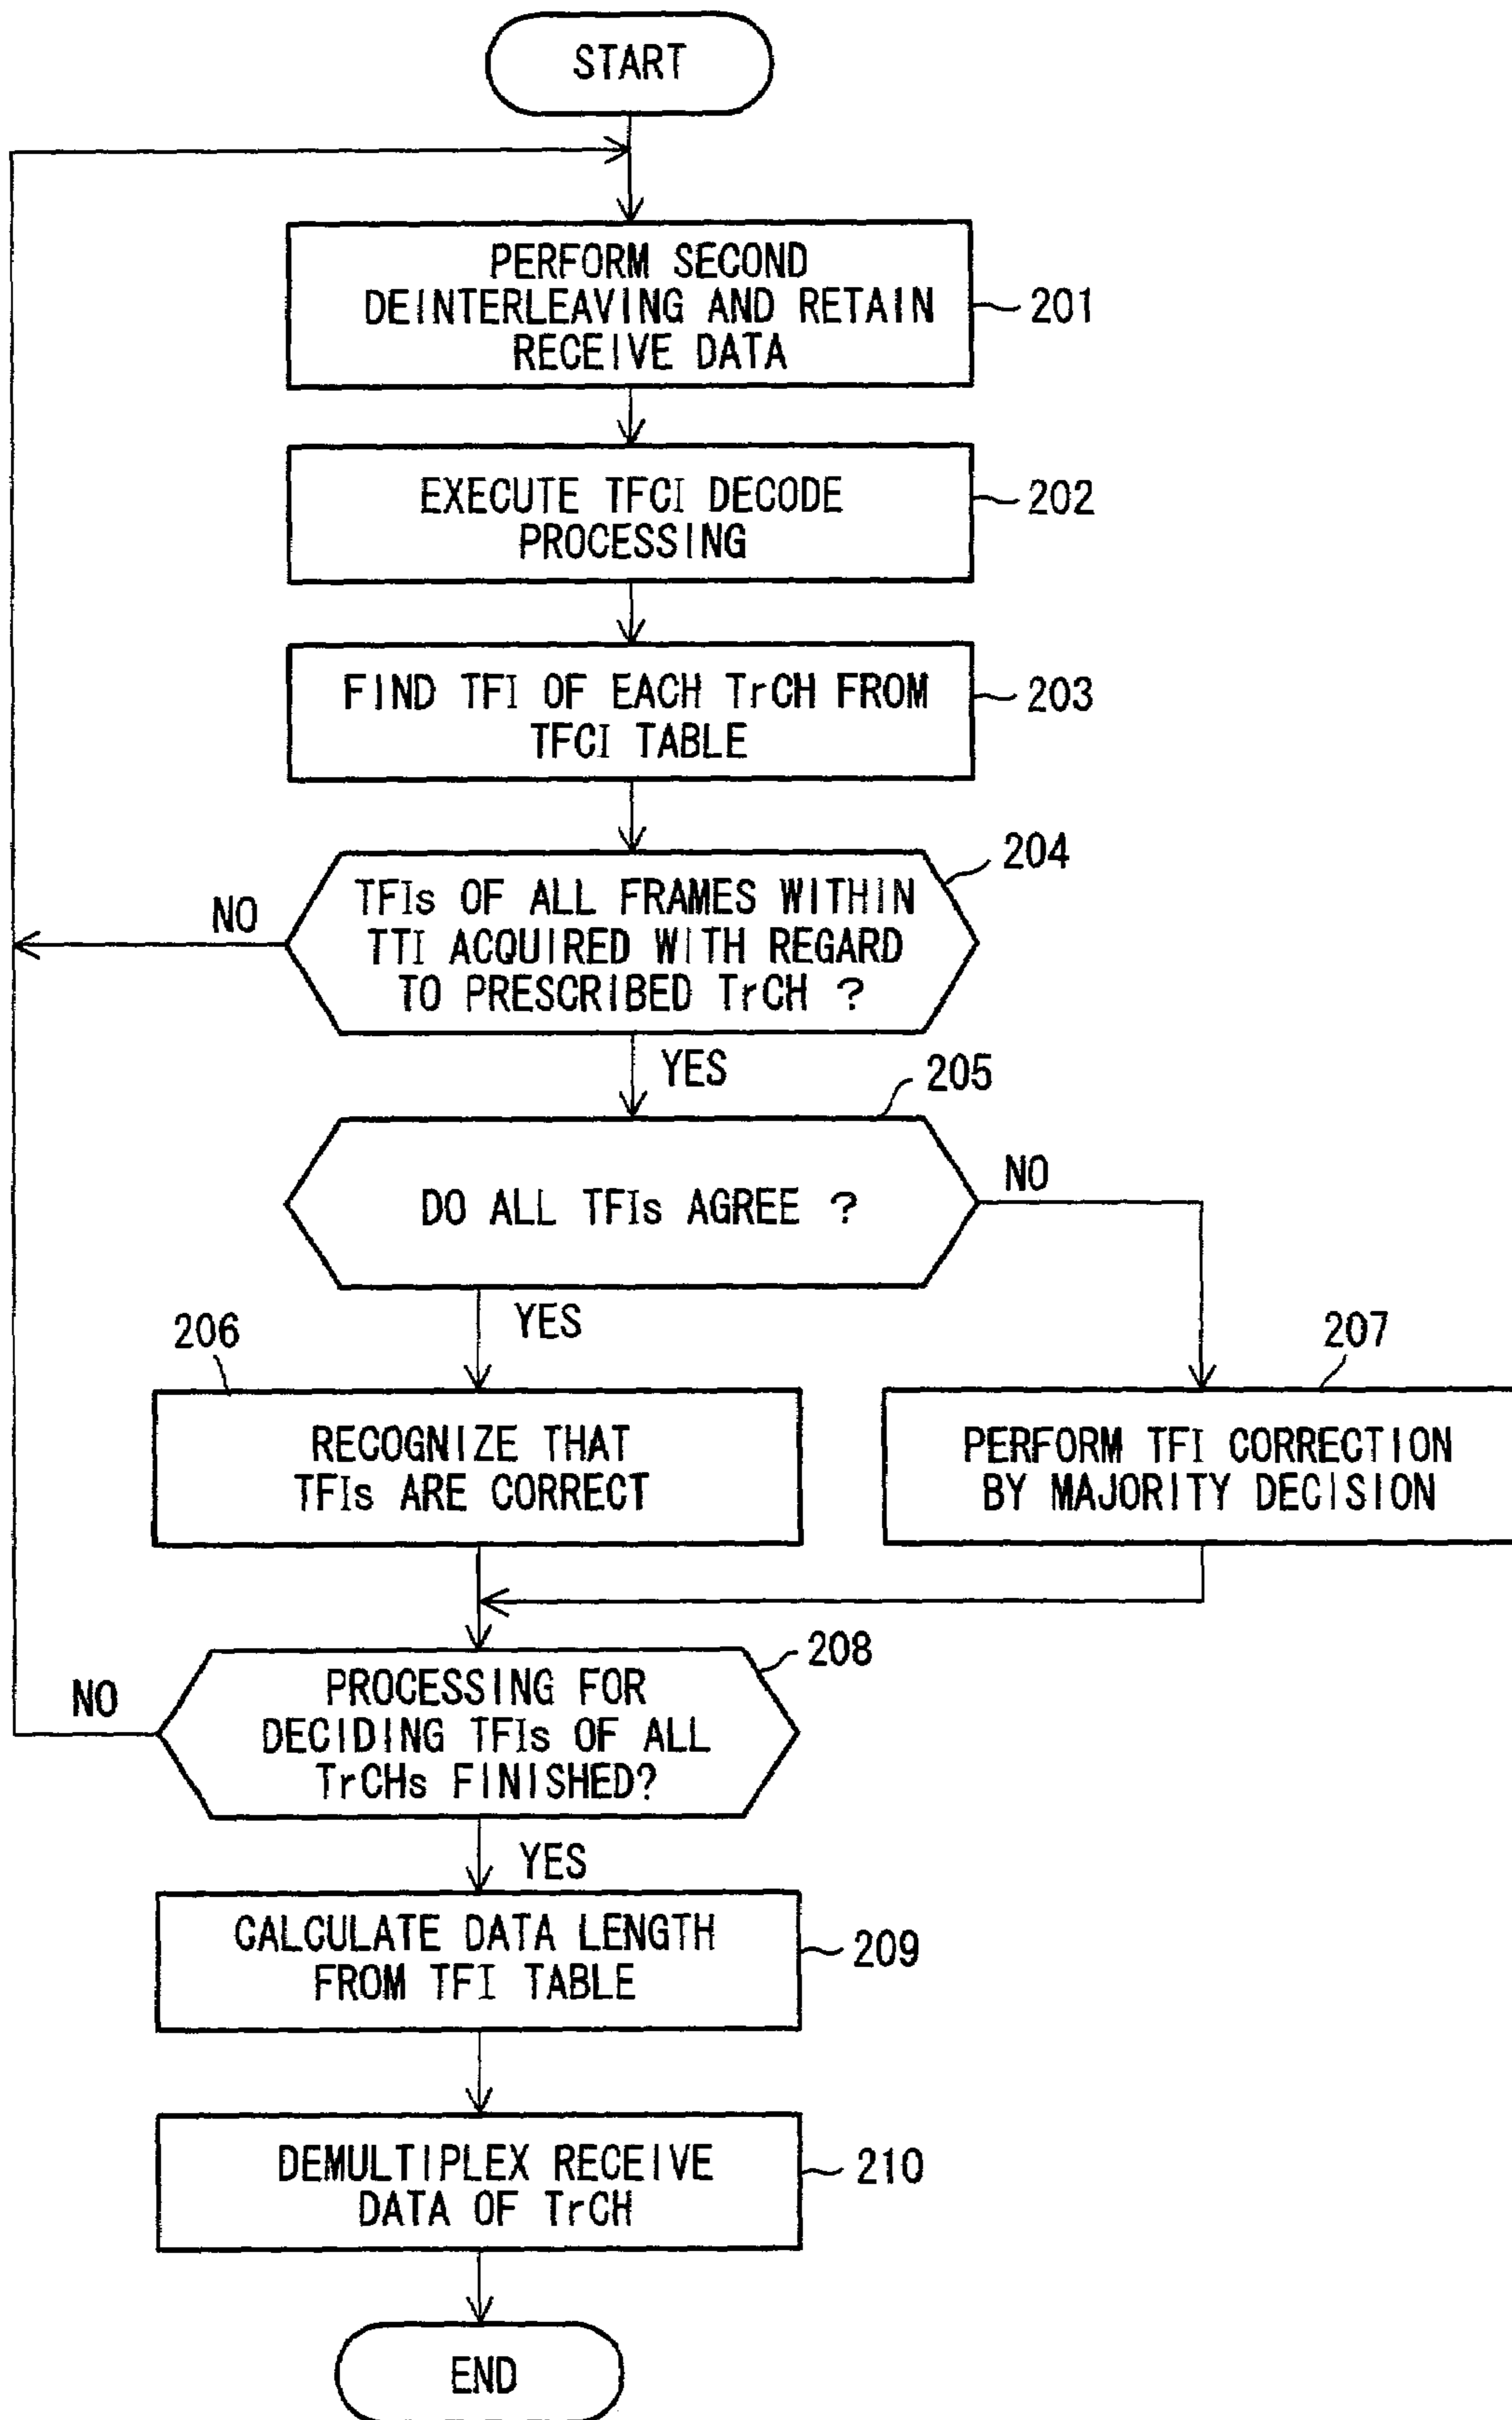 START
PERFORM SECOND
DEINTERLEAVING AND RETAIN
RECEIVE DATA
201
EXECUTE TFCI DECODE
PROCESSING
202
FIND TFI OF EACH TrCH FROM
TFCI TABLE
203
204
TFIs OF ALL FRAMES WITHIN
TTI ACQUIRED WITH REGARD
TO PRESCRIBED TrCH ?
NO
YES
205
DO ALL TFIs AGREE ?
NO
YES
206
RECOGNIZE THAT
TFIs ARE CORRECT
207
PERFORM TFI CORRECTION
BY MAJORITY DECISION
208
PROCESSING FOR
DECIDING TFIs OF ALL
TrCHs FINISHED?
NO
YES
CALCULATE DATA LENGTH
FROM TFI TABLE
209
DEMULTIPLEX RECEIVE
DATA OF TrCH
210
END